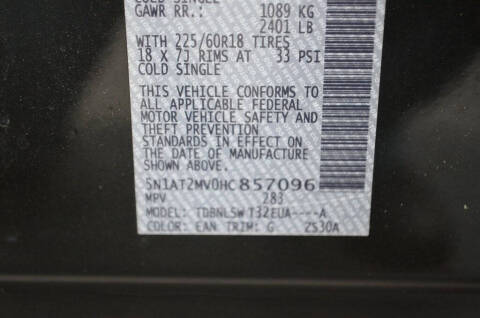 COLD SINGLE
GAWR RR.: 1089 KG
2401 LB
WITH 225/60R18 TIRES
18 X 7J RIMS AT 33 PSI
COLD SINGLE
THIS VEHICLE CONFORMS TO
ALL APPLICABLE FEDERAL
MOTOR VEHICLE SAFETY AND
THEFT PREVENTION
STANDARDS IN EFFECT ON
THE DATE OF MANUFACTURE
SHOWN ABOVE.
5N1AT2MV0HC857096
MPV 283
MODEL: TDBNLSW T32EUA----A
COLOR: EAN TRIM: G 2530A